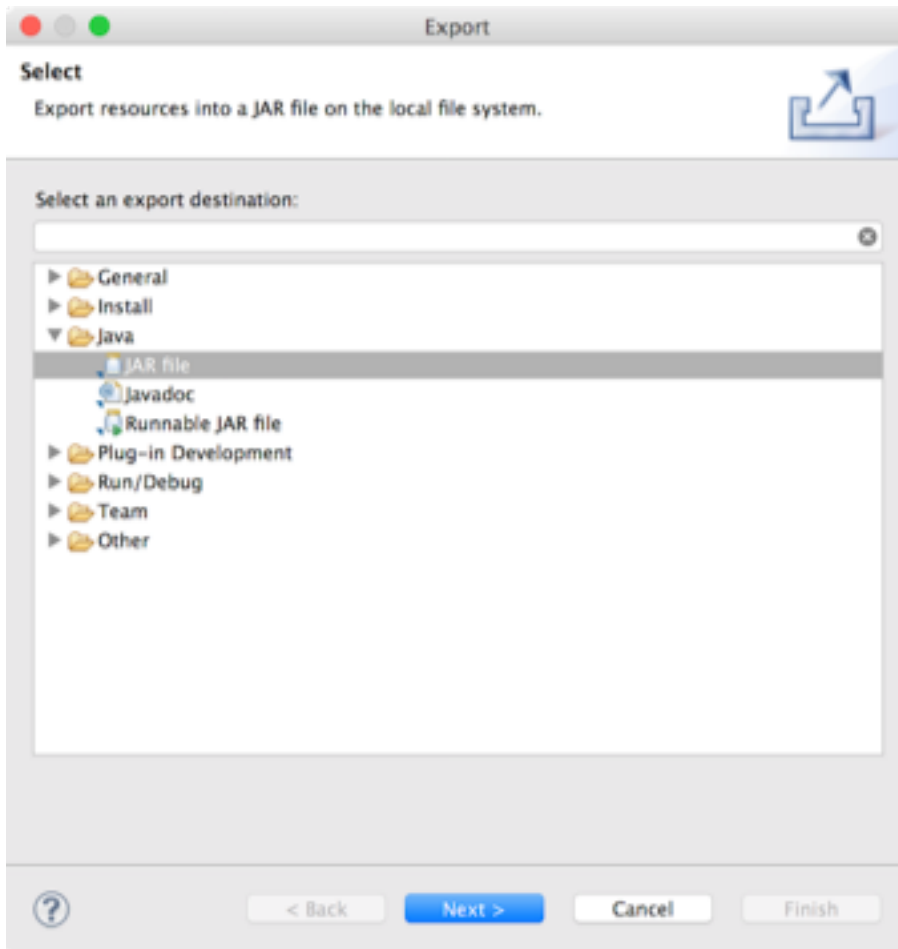 Export
Select
Export resources into a JAR file on the local file system.
Select an export destination:
General
Install
Java
JAR file
Javadoc
Runnable JAR file
Plug-in Development
Run/Debug
Team
Other
? < Back Next > Cancel Finish